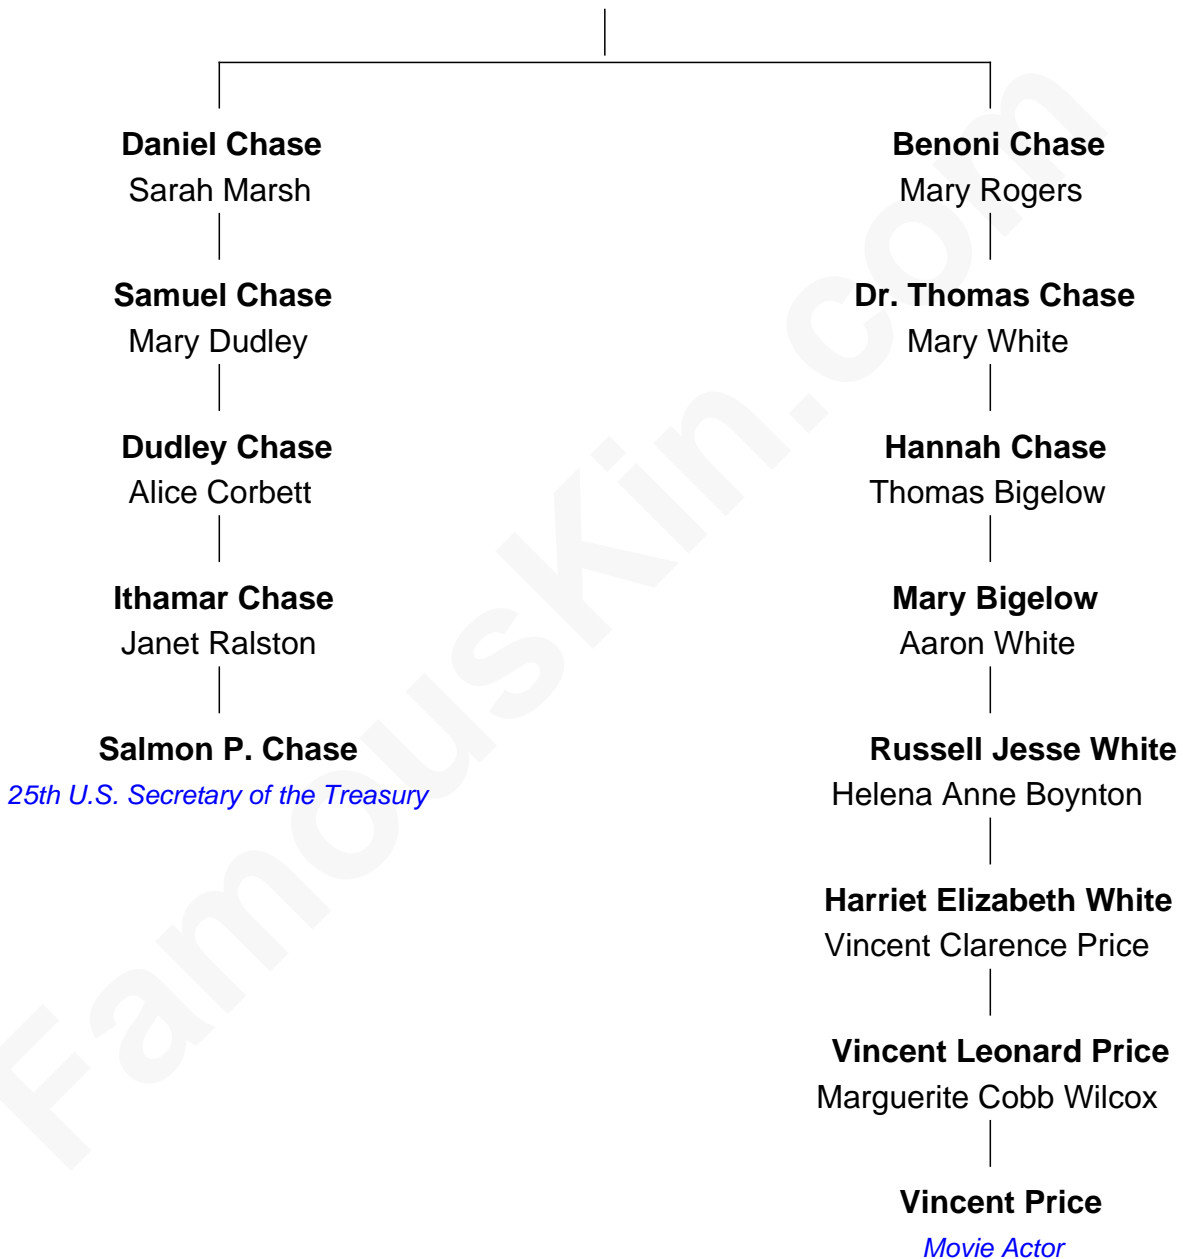 Daniel Chase
Sarah Marsh
Samuel Chase
Mary Dudley
Dudley Chase
Alice Corbett
Ithamar Chase
Janet Ralston
Salmon P. Chase
25th U.S. Secretary of the Treasury
Benoni Chase
Mary Rogers
Dr. Thomas Chase
Mary White
Hannah Chase
Thomas Bigelow
Mary Bigelow
Aaron White
Russell Jesse White
Helena Anne Boynton
Harriet Elizabeth White
Vincent Clarence Price
Vincent Leonard Price
Marguerite Cobb Wilcox
Vincent Price
Movie Actor
FamousKin.com